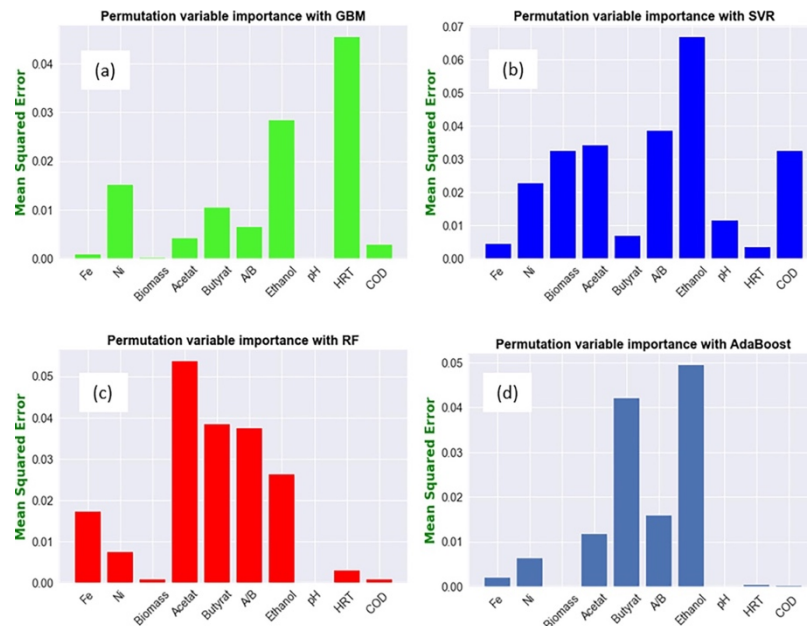 Permutation variable importance with GBM
(a)
Mean Squared Error
0.04
0.03
0.02
0.01
0.00
Fe Ni Biomass Acetat Butyrat A/B Ethanol pH HRT COD
Permutation variable importance with SVR
(b)
Mean Squared Error
0.07
0.06
0.05
0.04
0.03
0.02
0.01
0.00
Fe Ni Biomass Acetat Butyrat A/B Ethanol pH HRT COD
Permutation variable importance with RF
(c)
Mean Squared Error
0.05
0.04
0.03
0.02
0.01
0.00
Fe Ni Biomass Acetat Butyrat A/B Ethanol pH HRT COD
Permutation variable importance with AdaBoost
(d)
Mean Squared Error
0.05
0.04
0.03
0.02
0.01
0.00
Fe Ni Biomass Acetat Butyrat A/B Ethanol pH HRT COD